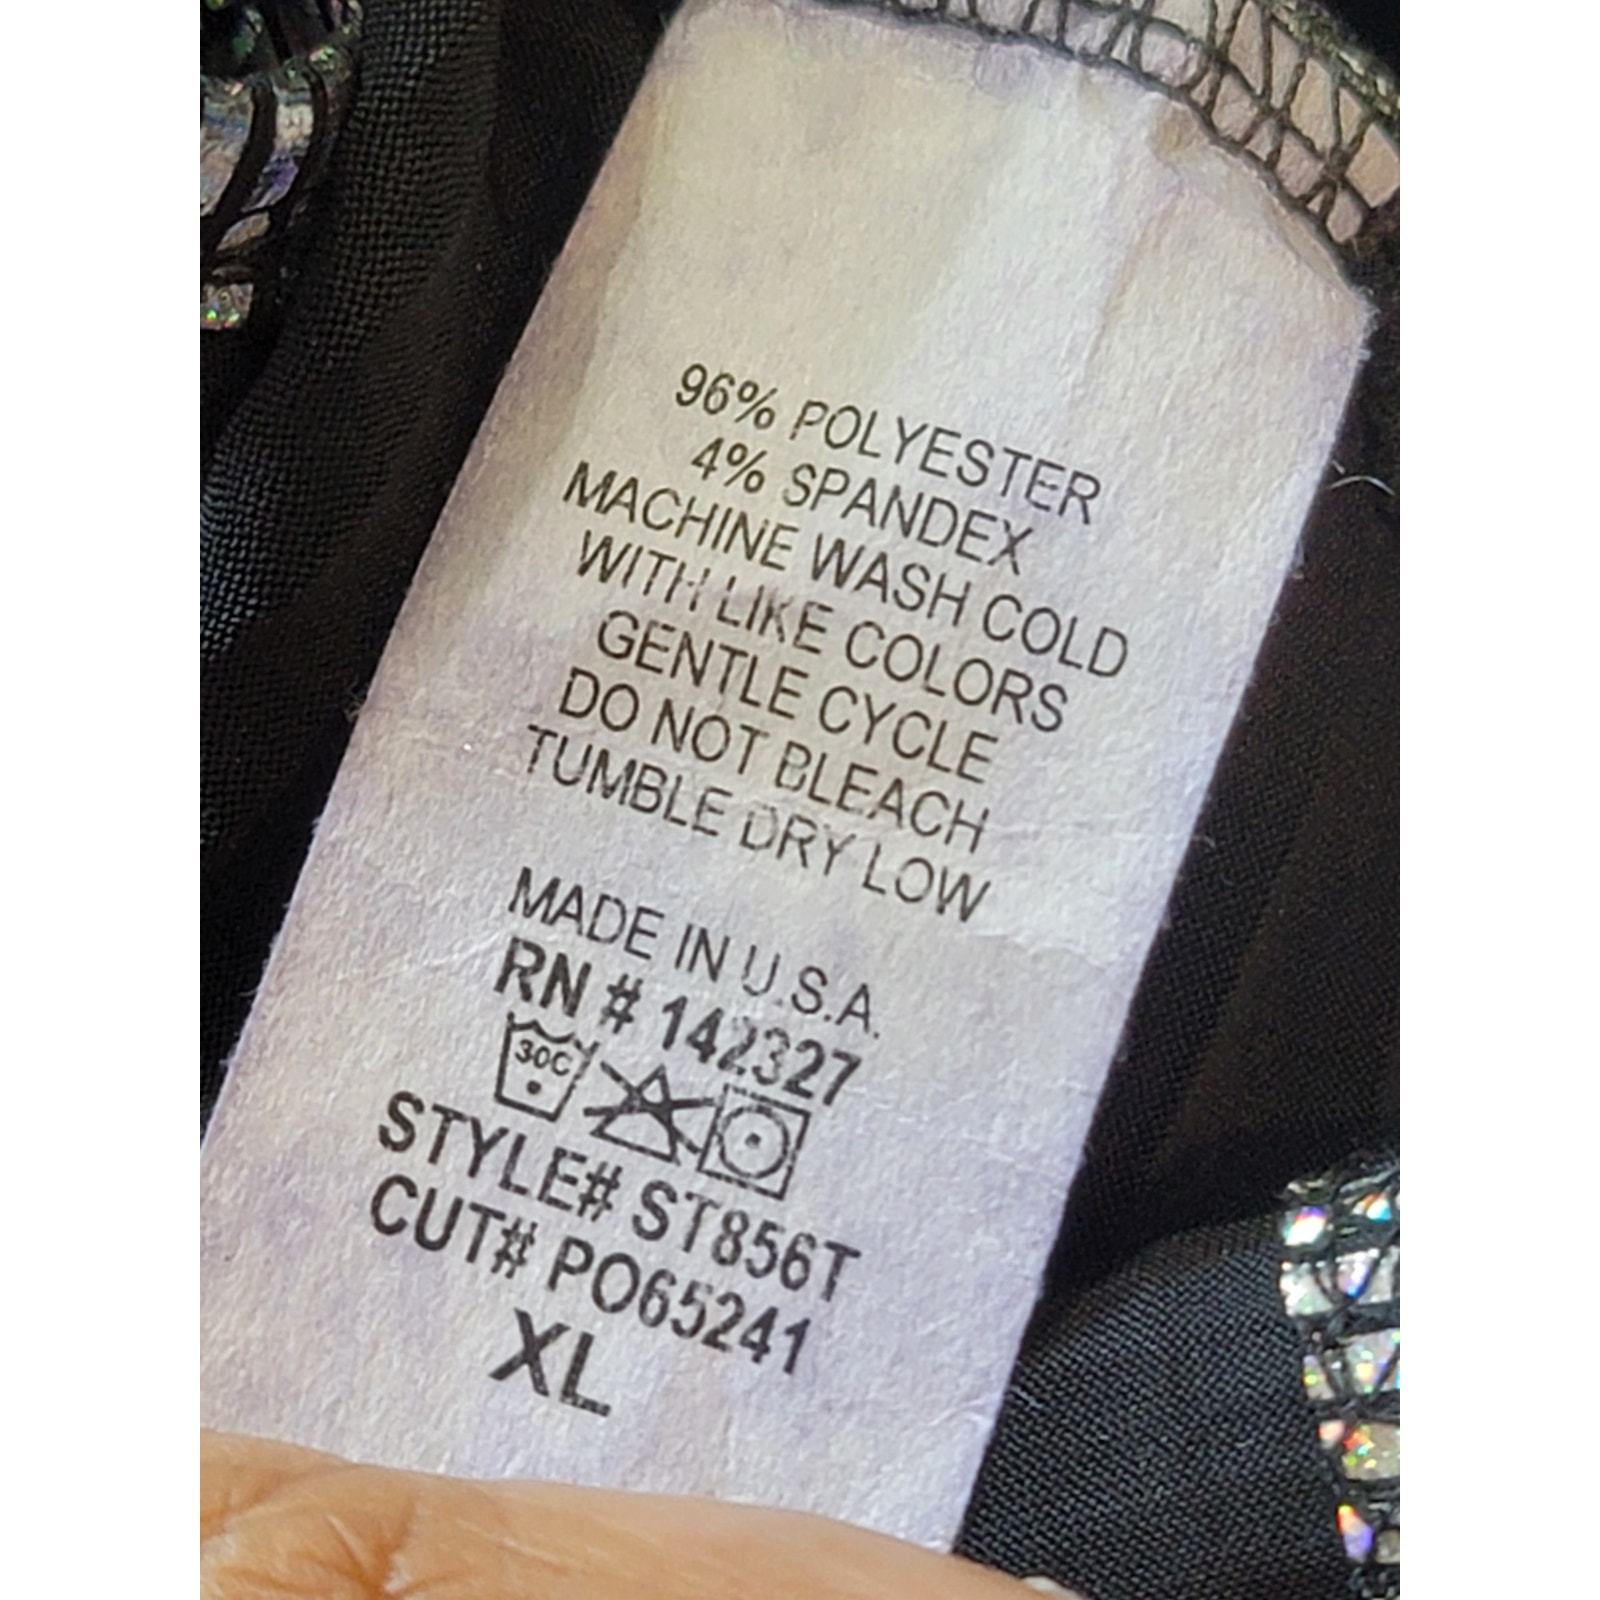 96% POLYESTER
4% SPANDEX
MACHINE WASH COLD
WITH LIKE COLORS
GENTLE CYCLE
DO NOT BLEACH
TUMBLE DRY LOW
MADE IN U.S.A.
RN # 142327
30C
STYLE# ST856T
CUT# PO65241
XL